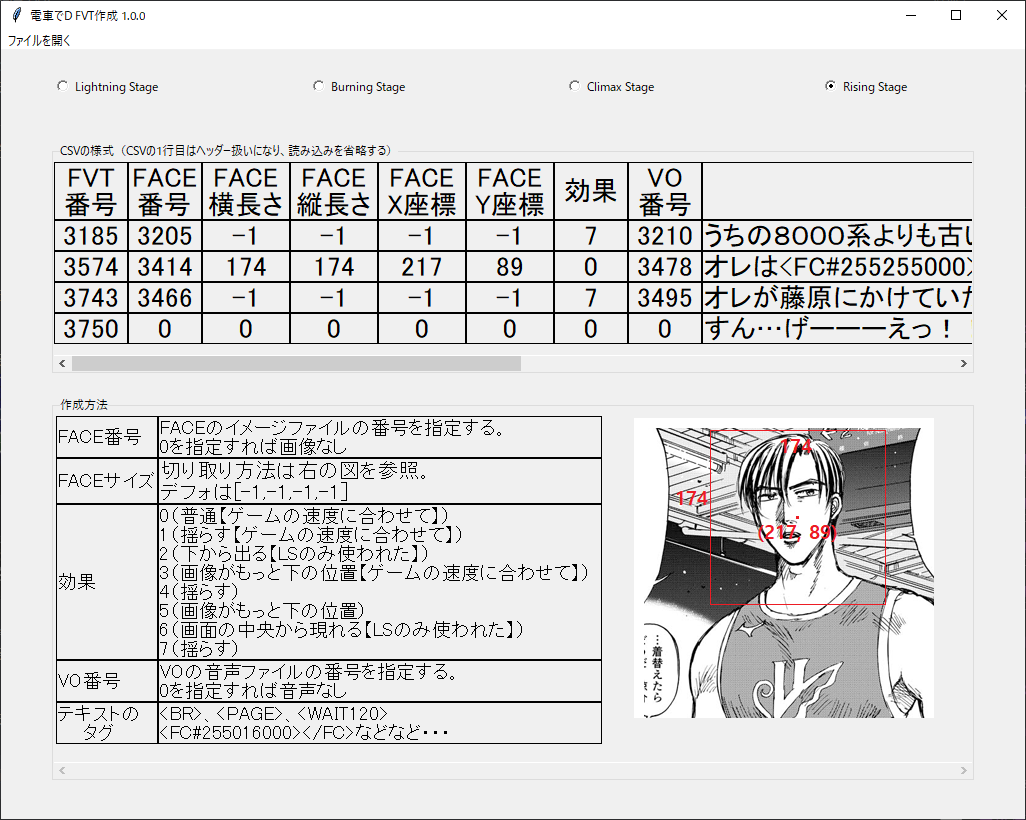 電車でD FVT作成 1.0.0
ファイルを開く
Lightning Stage
Burning Stage
Climax Stage
Rising Stage
CSVの様式（CSVの1行目はヘッダー扱いになり、読み込みを省略する）
FVT番号 FACE番号 FACE横長さ FACE縦長さ FACEX座標 FACEY座標 効果 VO番号
3185 3205 -1 -1 -1 -1 7 3210 うちの8000系よりも古い
3574 3414 174 174 217 89 0 3478 オレは<FC#255255000>
3743 3466 -1 -1 -1 -1 7 3495 オレが藤原にかけていた
3750 0 0 0 0 0 0 0 すん…げーーーえっ！
作成方法
FACE番号
FACEのイメージファイルの番号を指定する。
0を指定すれば画像なし
FACEサイズ
切り取り方法は右の図を参照。
デフォは[-1,-1,-1,-1]
効果
0（普通【ゲームの速度に合わせて】）
1（揺らす【ゲームの速度に合わせて】）
2（下から出る【LSのみ使われた】）
3（画像がもっと下の位置【ゲームの速度に合わせて】）
4（揺らす）
5（画像がもっと下の位置）
6（画面の中央から現れる【LSのみ使われた】）
7（揺らす）
VO番号
VOの音声ファイルの番号を指定する。
0を指定すれば音声なし
テキストの
タグ
<BR>、<PAGE>、<WAIT120>
<FC#255016000></FC>などなど・・・
174
174
(217, 89)
…着替えたら